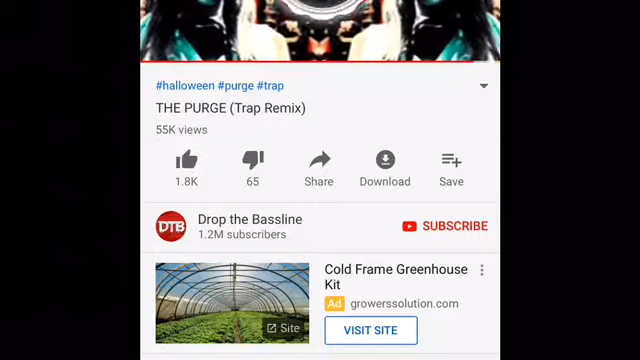 #halloween #purge #trap
THE PURGE (Trap Remix)
55K views
1.8K
65
Share
Download
Save
DTB
Drop the Bassline
1.2M subscribers
SUBSCRIBE
Site
Cold Frame Greenhouse
Kit
Ad growerssolution.com
VISIT SITE